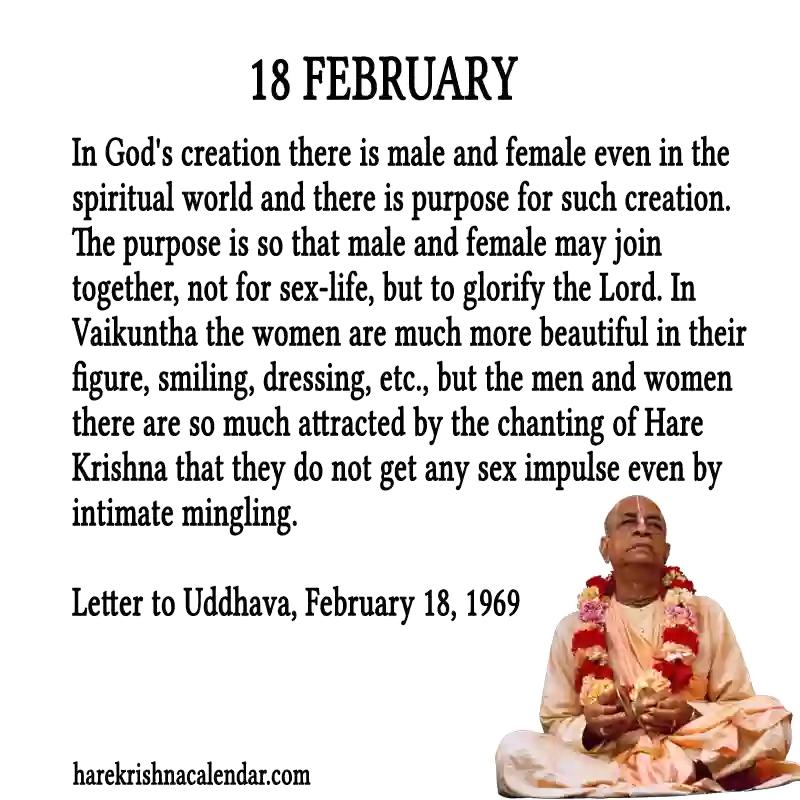 18 FEBRUARY
In God's creation there is male and female even in the
spiritual world and there is purpose for such creation.
The purpose is so that male and female may join
together, not for sex-life, but to glorify the Lord. In
Vaikuntha the women are much more beautiful in their
figure, smiling, dressing, etc., but the men and women
there are so much attracted by the chanting of Hare
Krishna that they do not get any sex impulse even by
intimate mingling.
Letter to Uddhava, February 18, 1969
harekrishnacalendar.com